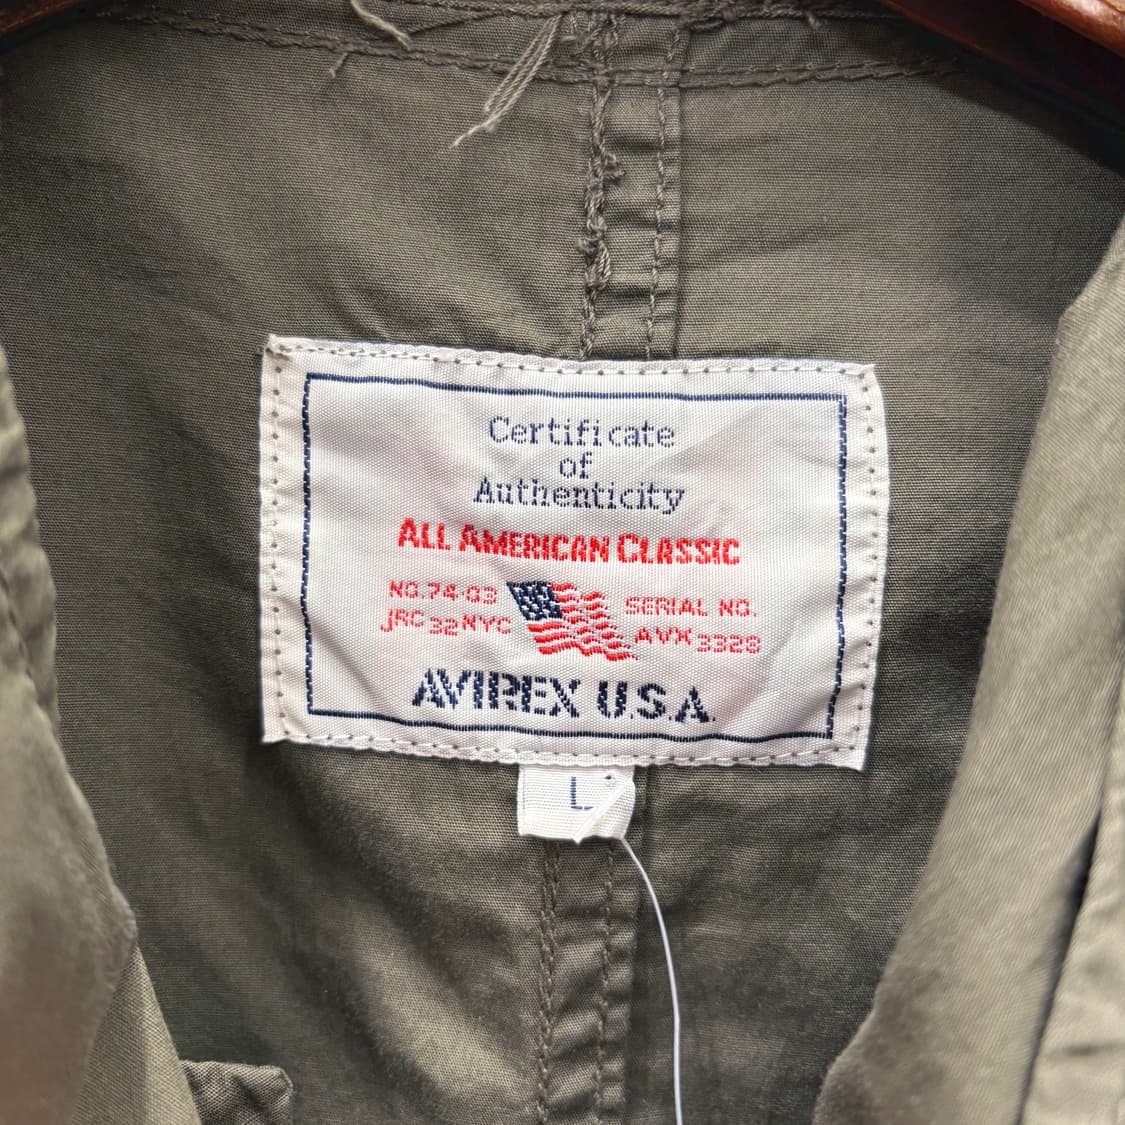 Certificate
of
Authenticity
ALL AMERICAN CLASSIC
NO.74-03 SERIAL NO.
JRC 32 NYC AVX 3328
AVIREX U.S.A.
L